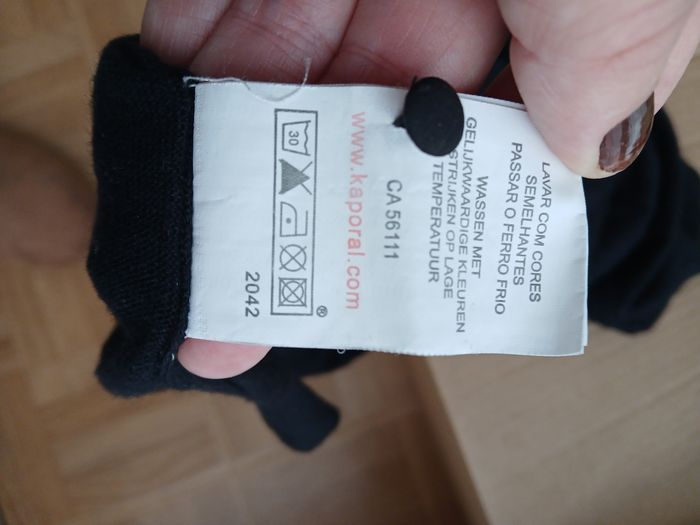 LAVAR COM CORES
SEMELHANTES
PASSAR O FERRO FRIO
WASSEN MET
GELIJKWAARDIGE KLEUREN
STRIJKEN OP LAGE
TEMPERATUUR
CA 56111
www.kaporal.com
30
®
2042